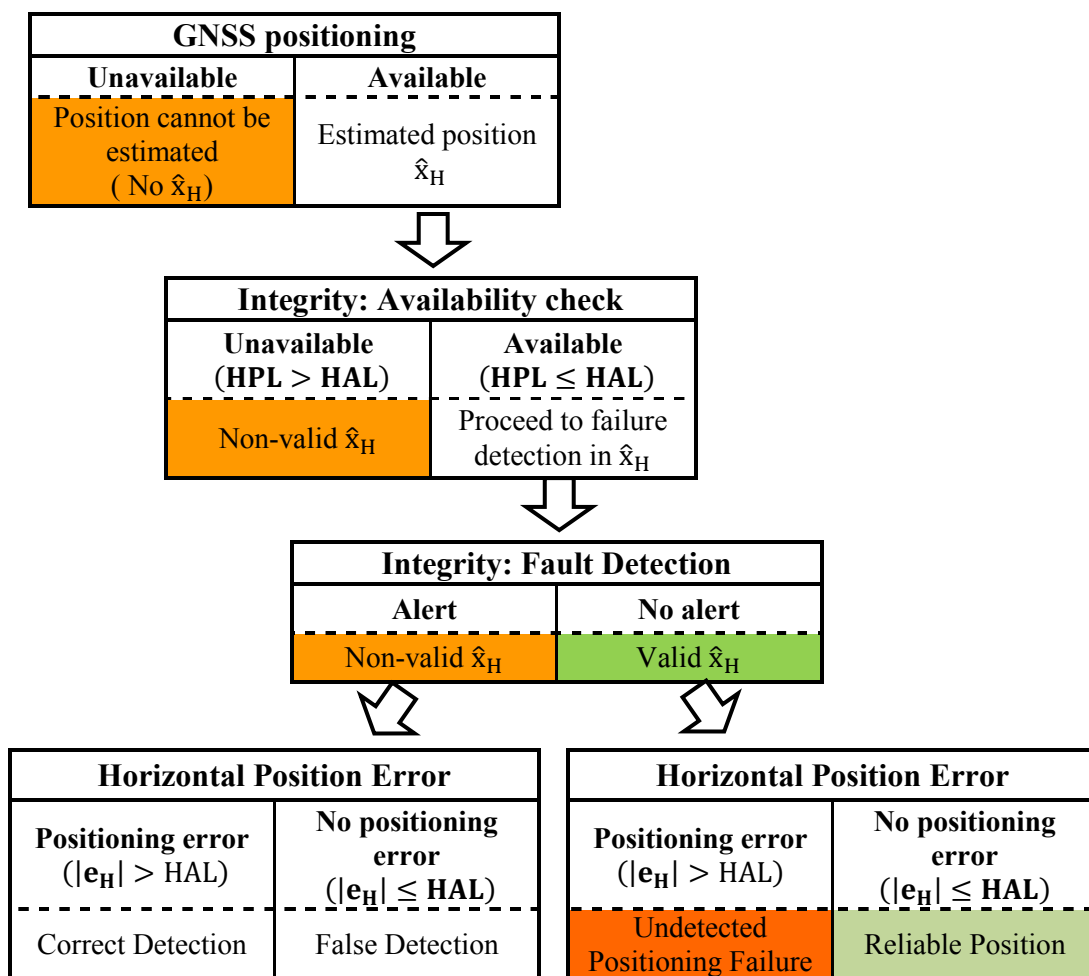 GNSS positioning
Unavailable
Available
Position cannot be
estimated
( No x̂H)
Estimated position
x̂H
Integrity: Availability check
Unavailable
(HPL > HAL)
Available
(HPL ≤ HAL)
Non-valid x̂H
Proceed to failure
detection in x̂H
Integrity: Fault Detection
Alert
No alert
Non-valid x̂H
Valid x̂H
Horizontal Position Error
Positioning error
(|eH| > HAL)
No positioning
error
(|eH| ≤ HAL)
Correct Detection
False Detection
Horizontal Position Error
Positioning error
(|eH| > HAL)
No positioning
error
(|eH| ≤ HAL)
Undetected
Positioning Failure
Reliable Position